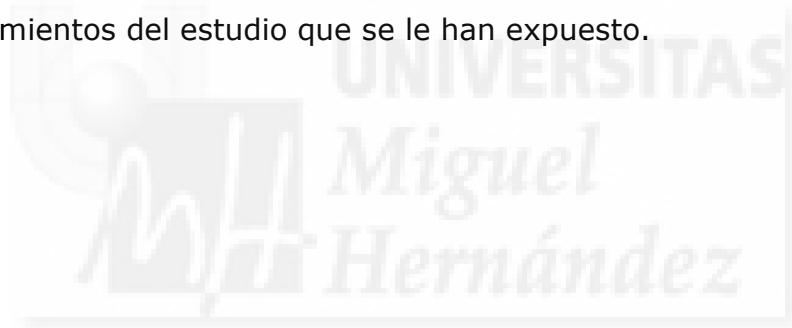 mientos del estudio que se le han expuesto.
UNIVERSITAS
Miguel
Hernández